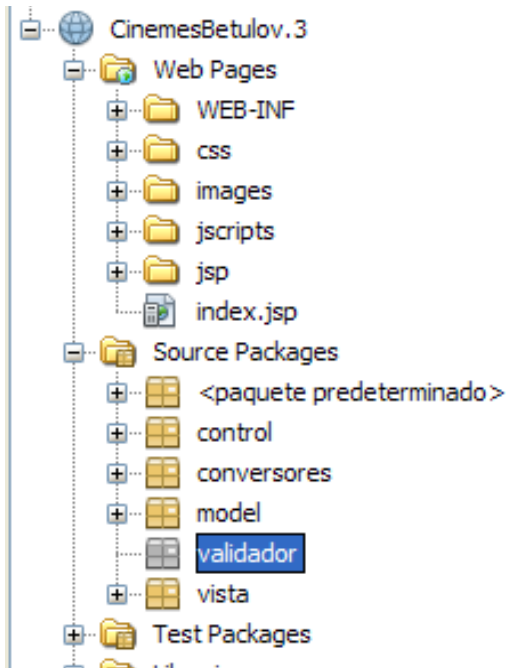 CinemesBetulov.3
Web Pages
WEB-INF
css
images
jscripts
jsp
index.jsp
Source Packages
<paquete predeterminado>
control
conversores
model
validador
vista
Test Packages